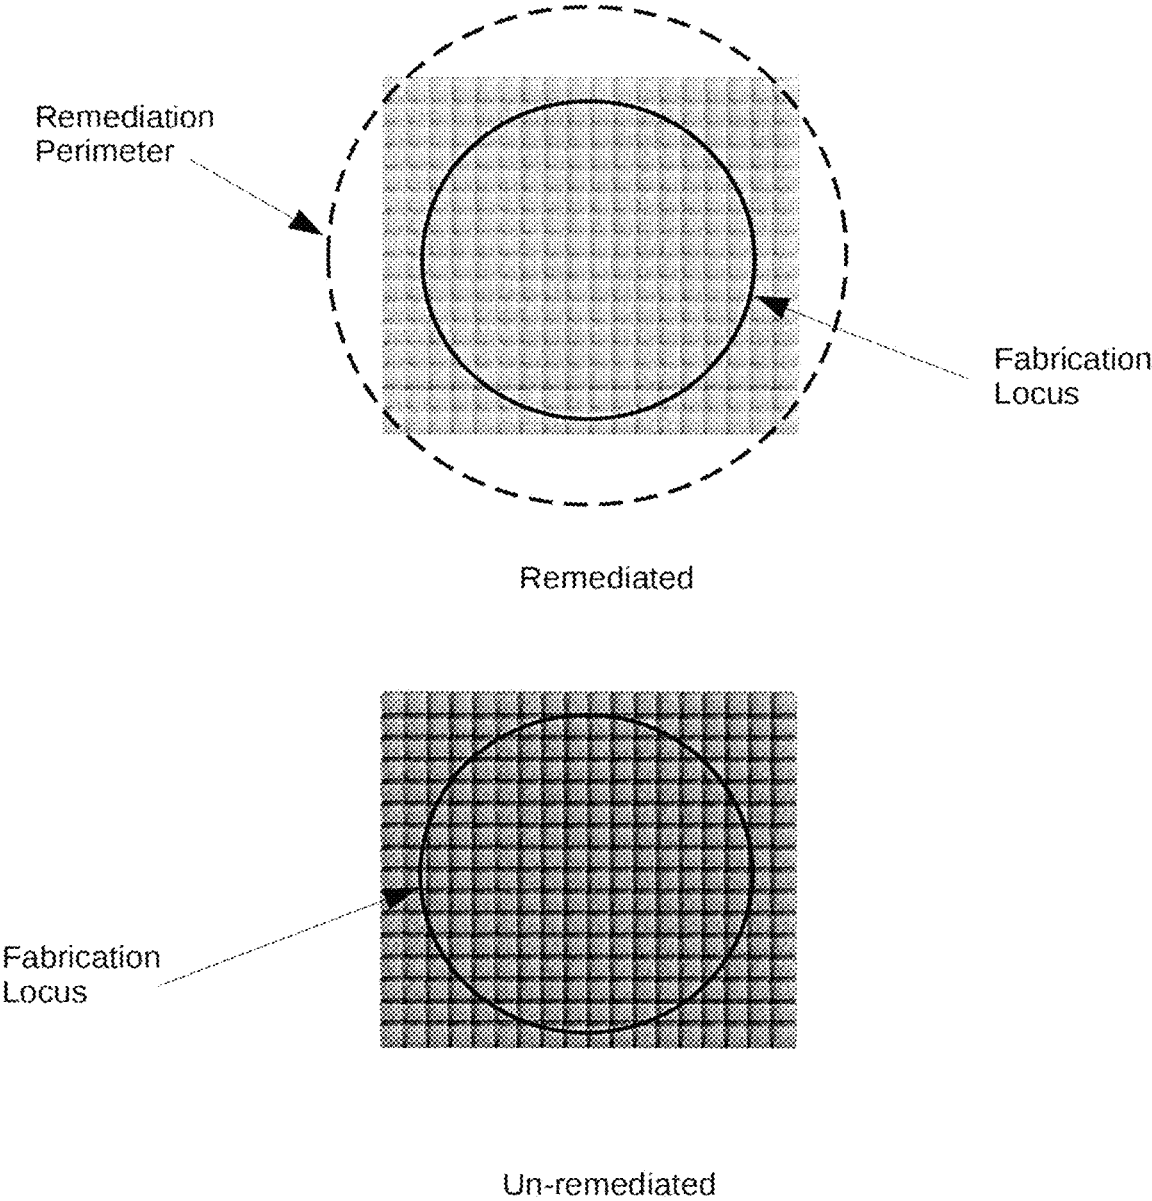 Remediation
Perimeter
Fabrication
Locus
Remediated
Fabrication
Locus
Un-remediated